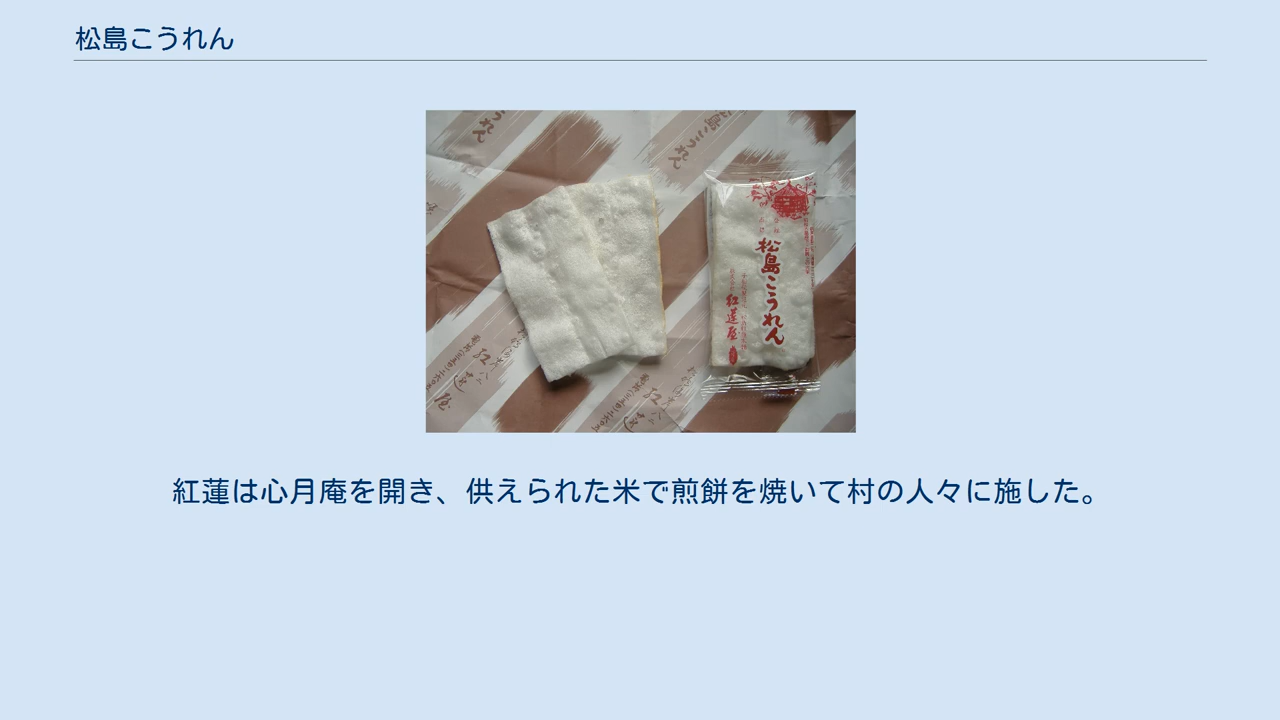 松島こうれん
松島こうれん
紅蓮屋
紅蓮は心月庵を開き、供えられた米で煎餅を焼いて村の人々に施した。